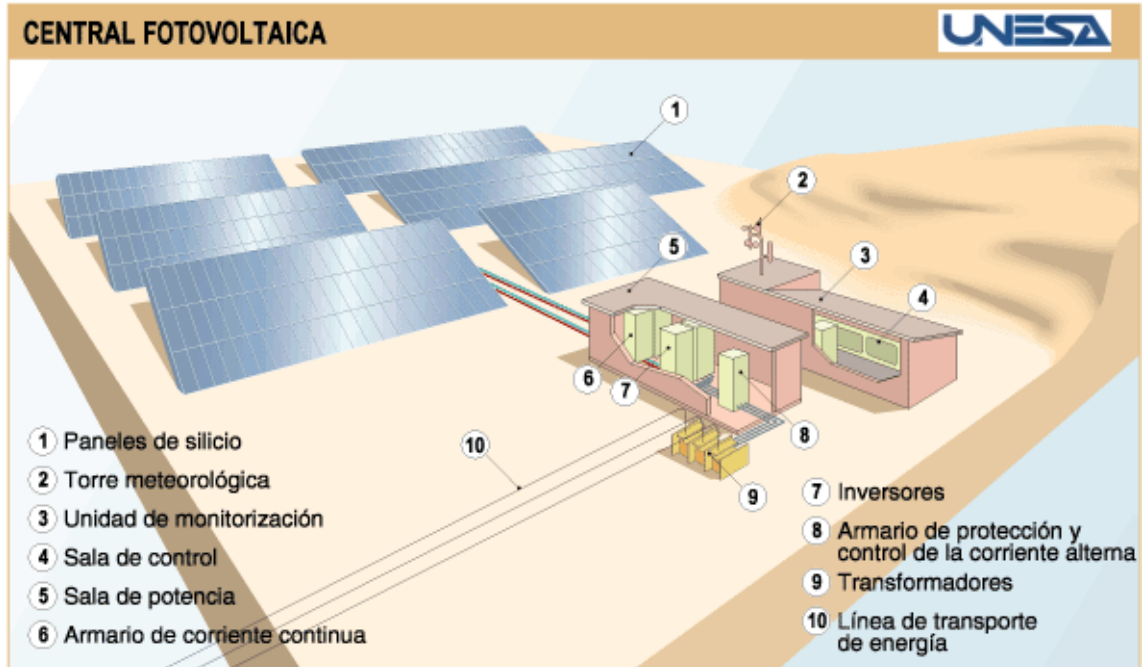 CENTRAL FOTOVOLTAICA
UNESA
1
2
3
4
5
6
7
8
9
10
1 Paneles de silicio
2 Torre meteorológica
3 Unidad de monitorización
4 Sala de control
5 Sala de potencia
6 Armario de corriente continua
7 Inversores
8 Armario de protección y
control de la corriente alterna
9 Transformadores
10 Línea de transporte
de energía